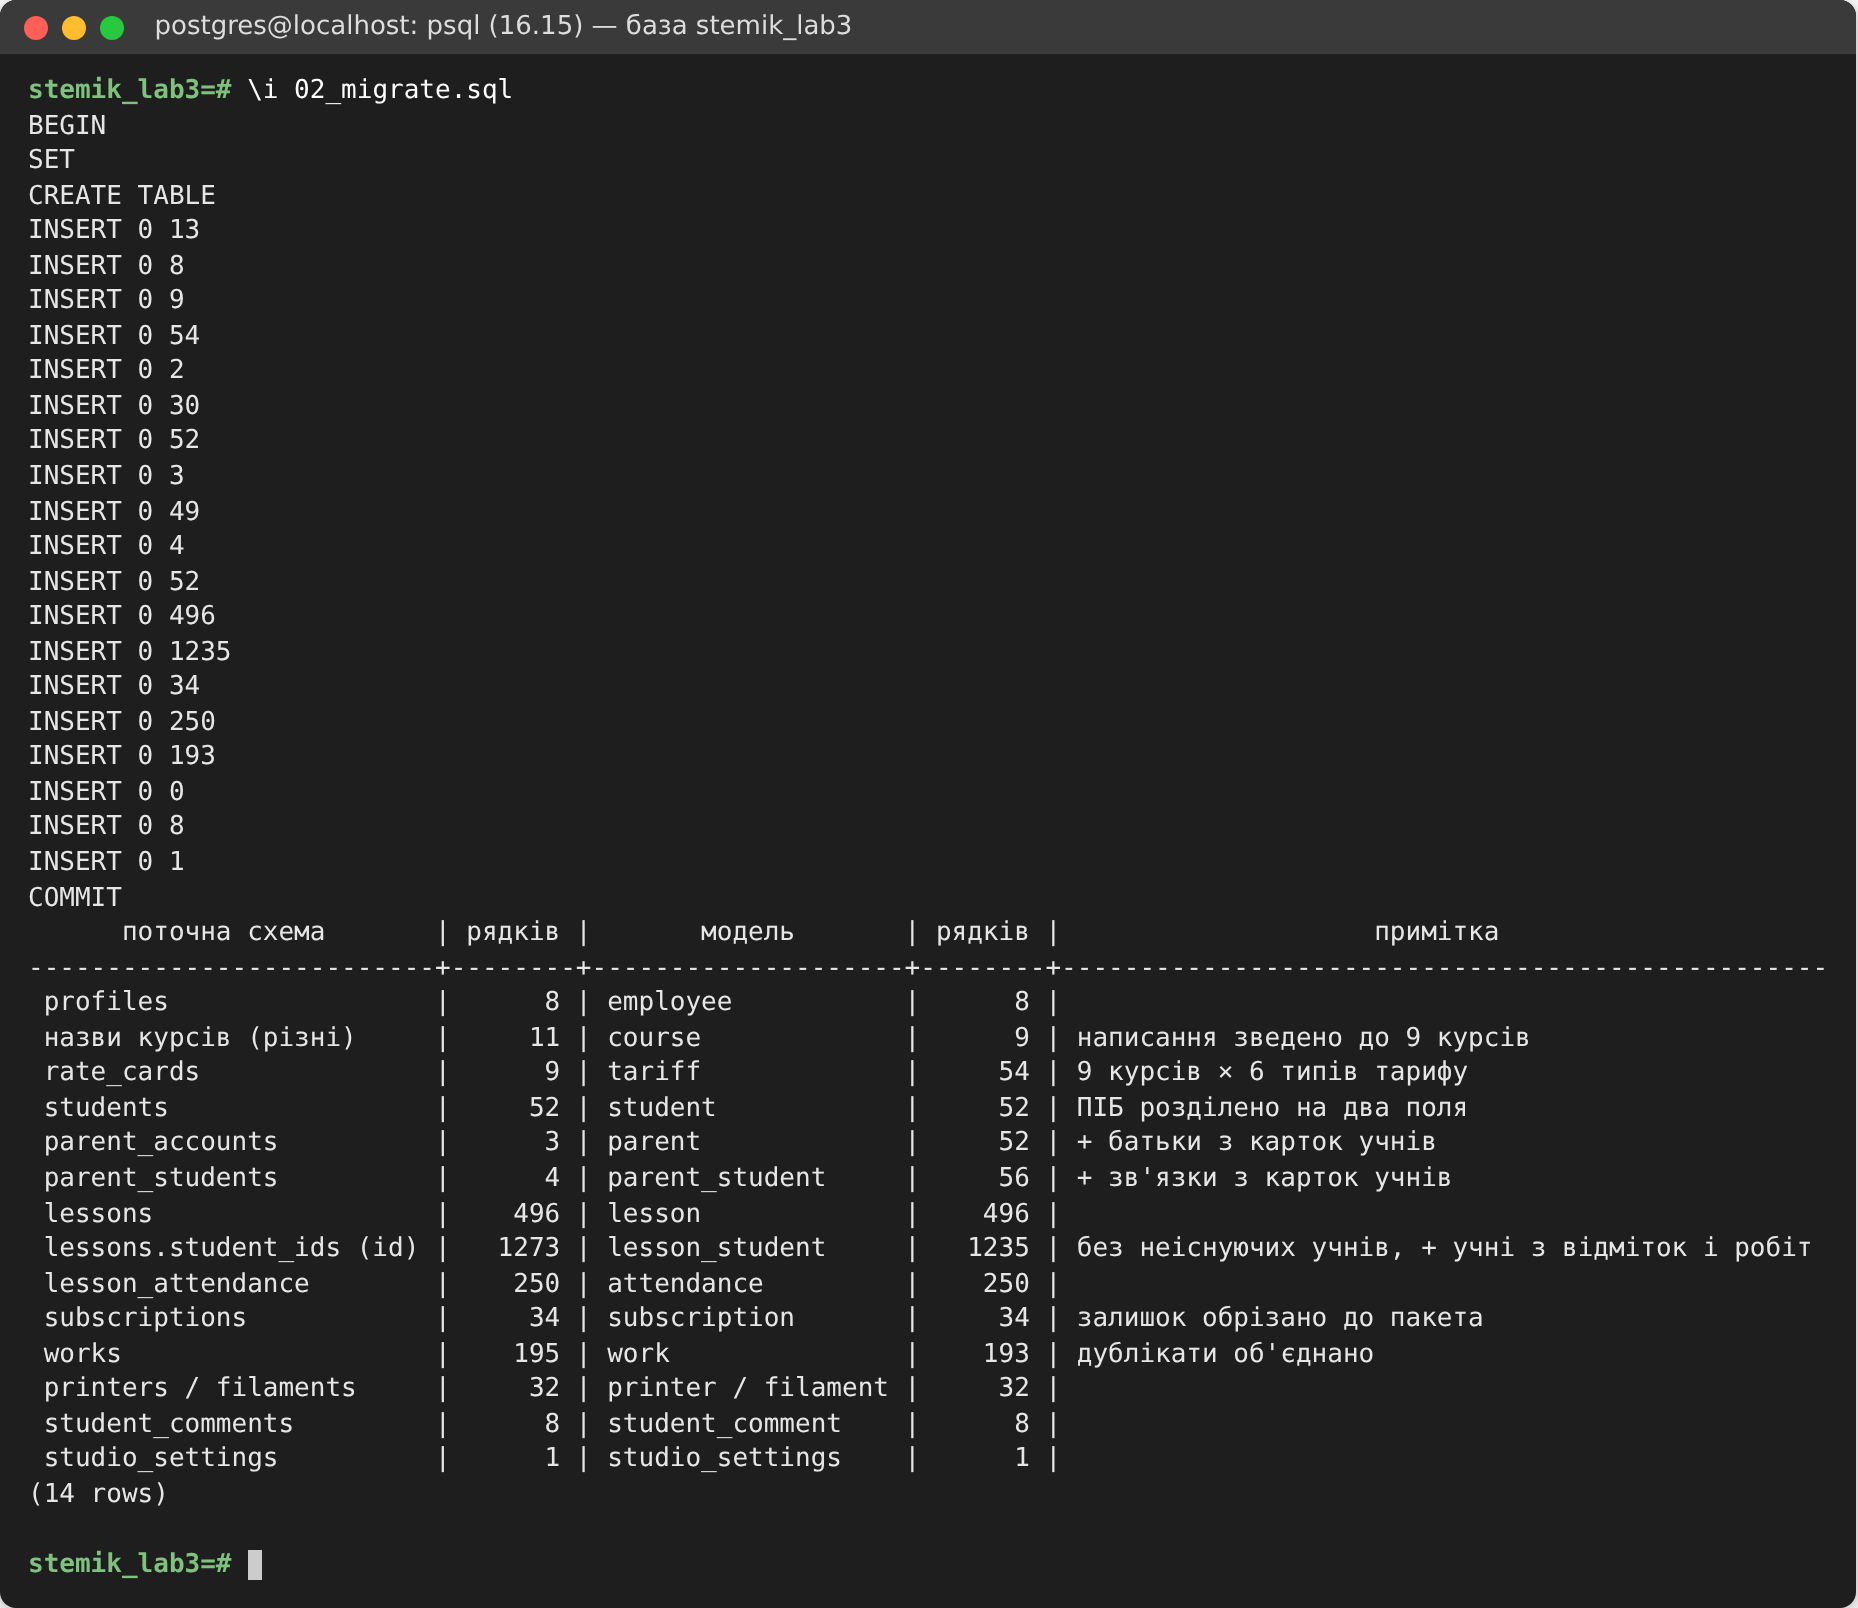 postgres@localhost: psql (16.15) — база stemik_lab3
stemik_lab3=# \i 02_migrate.sql
BEGIN
SET
CREATE TABLE
INSERT 0 13
INSERT 0 8
INSERT 0 9
INSERT 0 54
INSERT 0 2
INSERT 0 30
INSERT 0 52
INSERT 0 3
INSERT 0 49
INSERT 0 4
INSERT 0 52
INSERT 0 496
INSERT 0 1235
INSERT 0 34
INSERT 0 250
INSERT 0 193
INSERT 0 0
INSERT 0 8
INSERT 0 1
COMMIT
      поточна схема       | рядків |       модель       | рядків |                    примітка
--------------------------+--------+--------------------+--------+-------------------------------------------------
 profiles                 |      8 | employee           |      8 |
 назви курсів (різні)     |     11 | course             |      9 | написання зведено до 9 курсів
 rate_cards               |      9 | tariff             |     54 | 9 курсів × 6 типів тарифу
 students                 |     52 | student            |     52 | ПІБ розділено на два поля
 parent_accounts          |      3 | parent             |     52 | + батьки з карток учнів
 parent_students          |      4 | parent_student     |     56 | + зв'язки з карток учнів
 lessons                  |    496 | lesson             |    496 |
 lessons.student_ids (id) |   1273 | lesson_student     |   1235 | без неіснуючих учнів, + учні з відміток і робіт
 lesson_attendance        |    250 | attendance         |    250 |
 subscriptions            |     34 | subscription       |     34 | залишок обрізано до пакета
 works                    |    195 | work               |    193 | дублікати об'єднано
 printers / filaments     |     32 | printer / filament |     32 |
 student_comments         |      8 | student_comment    |      8 |
 studio_settings          |      1 | studio_settings    |      1 |
(14 rows)
stemik_lab3=#